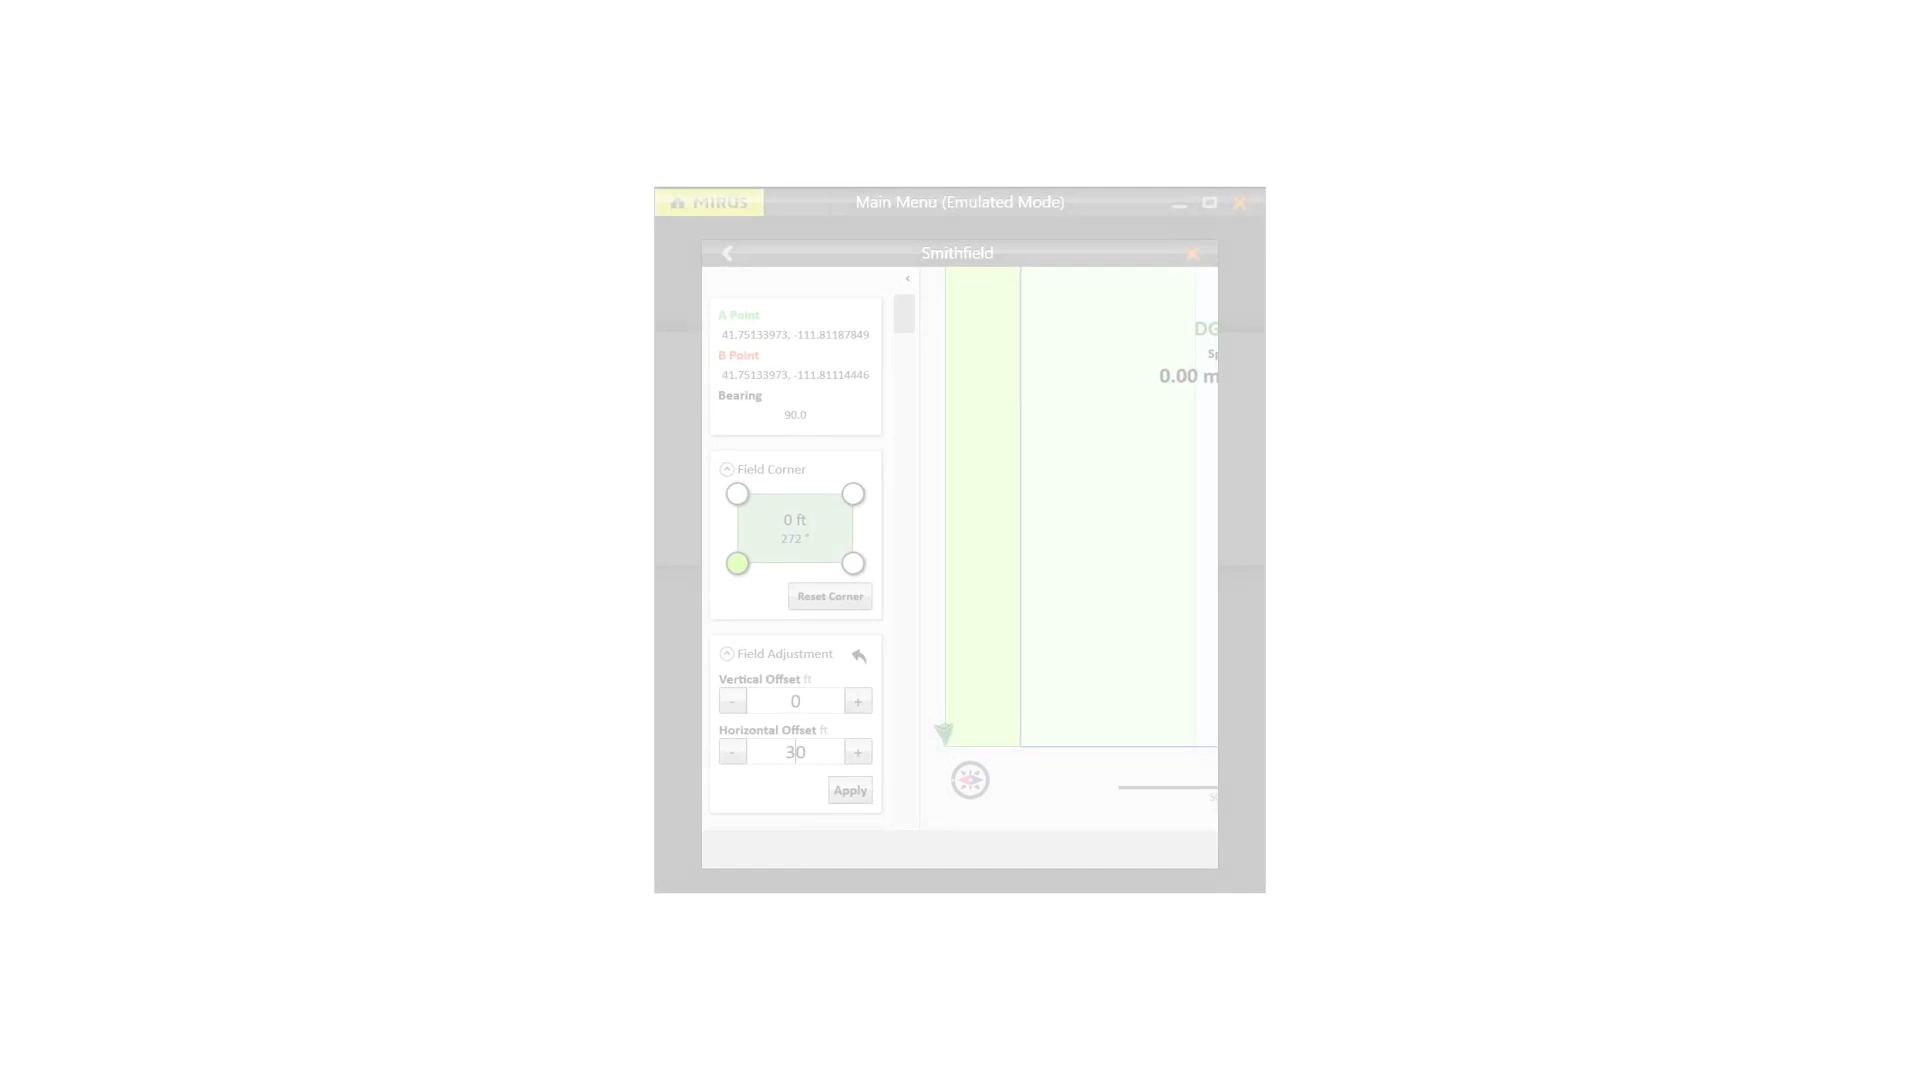 MIRUS
Main Menu (Emulated Mode)
Smithfield
A Point
41.75133973, -111.81187849
B Point
41.75133973, -111.81114446
Bearing
90.0
Field Corner
0 ft
272 °
Reset Corner
Field Adjustment
Vertical Offset ft
- 0 +
Horizontal Offset ft
- 30 +
Apply
DG
Sp
0.00 m